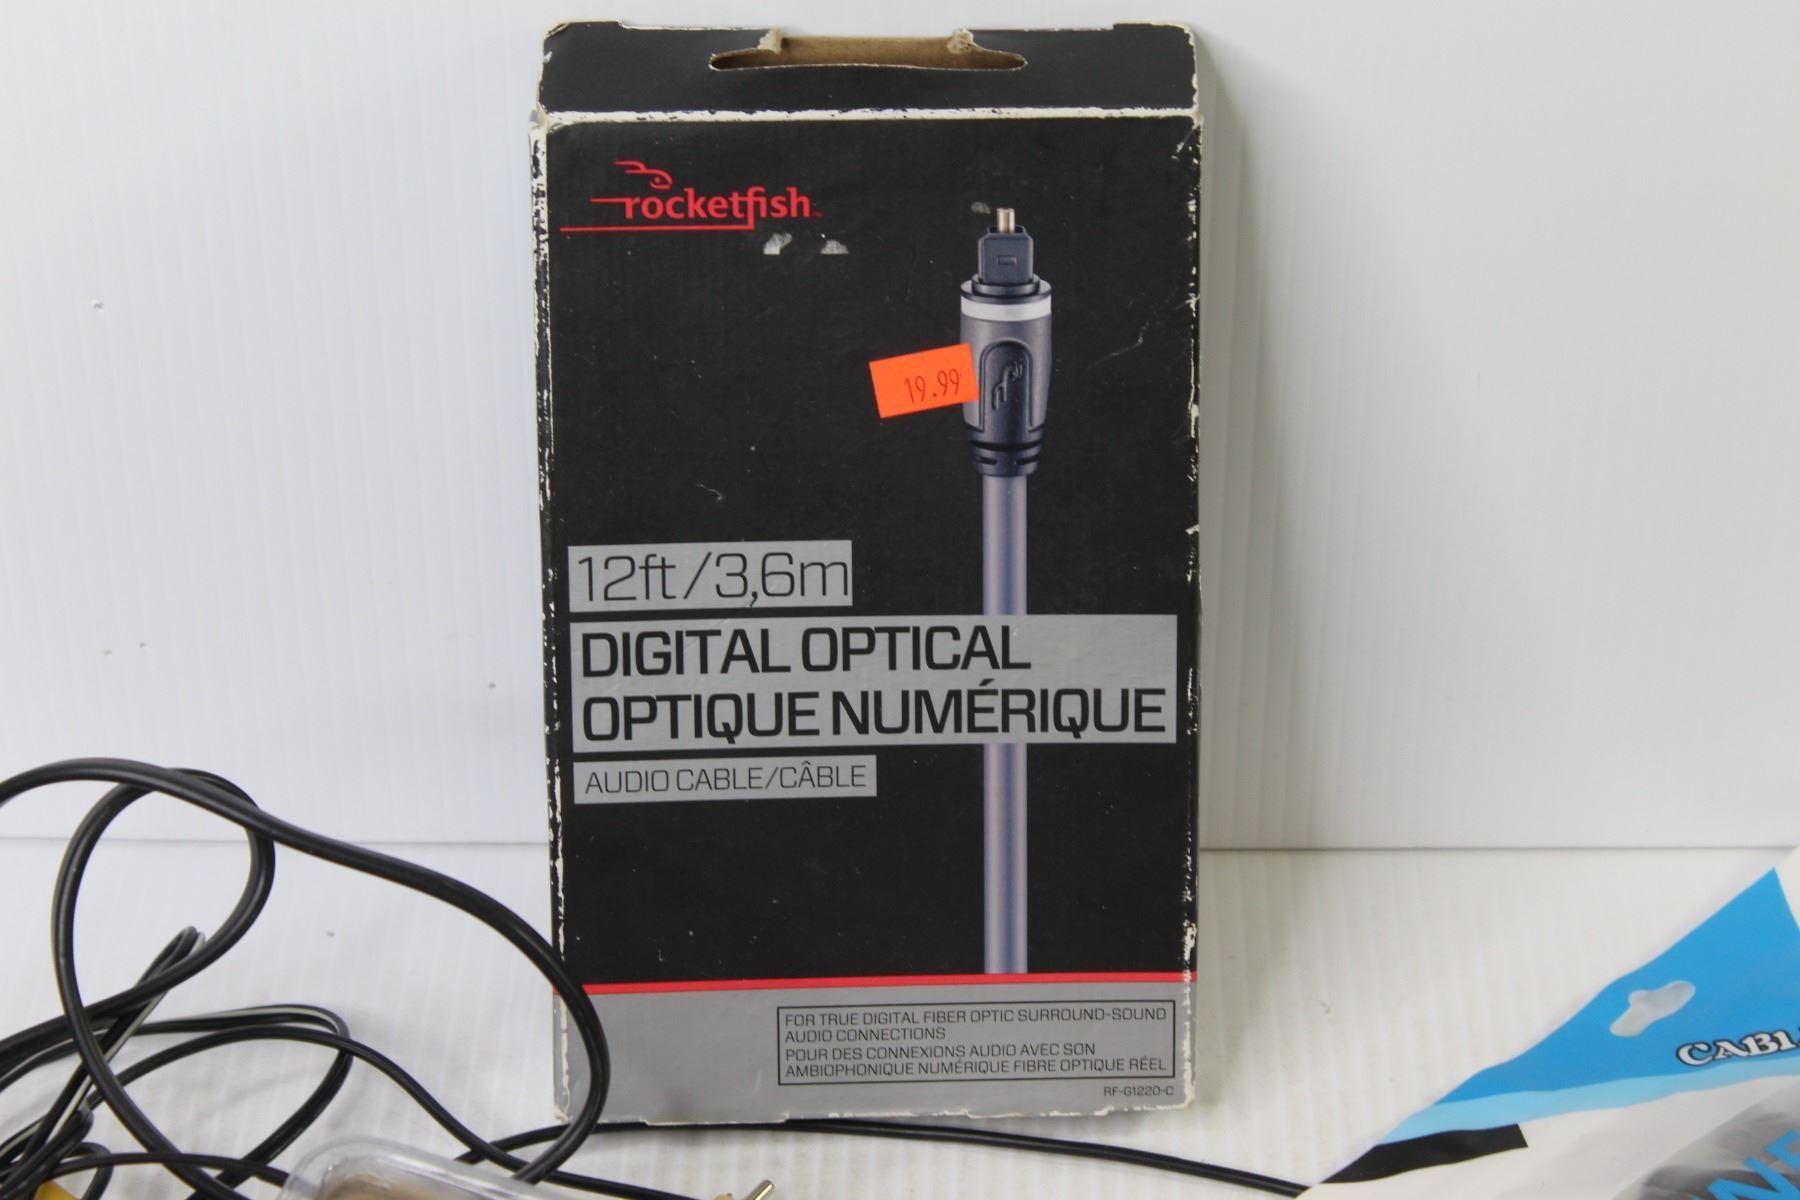 rocketfish
19.99
12ft/3,6m
DIGITAL OPTICAL
OPTIQUE NUMÉRIQUE
AUDIO CABLE/CÂBLE
FOR TRUE DIGITAL FIBER OPTIC SURROUND-SOUND
AUDIO CONNECTIONS
POUR DES CONNEXIONS AUDIO AVEC SON
AMBIOPHONIQUE NUMÉRIQUE FIBRE OPTIQUE RÉEL
RF-G1220-C